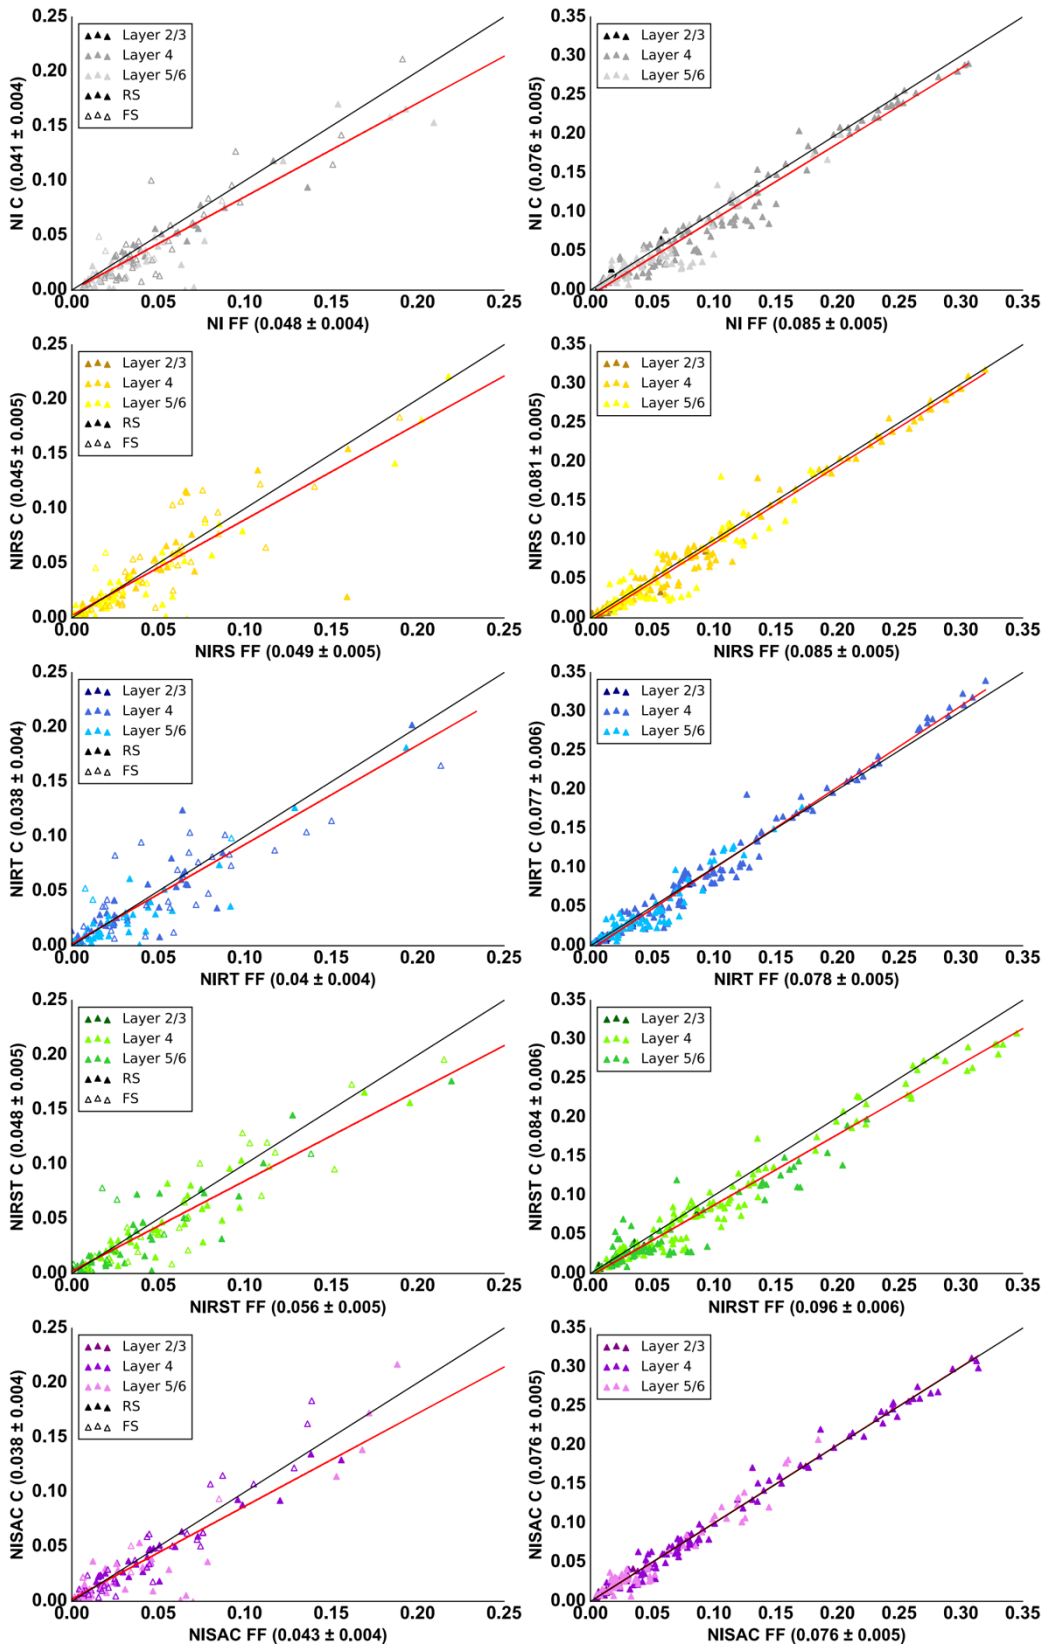 0.25
0.20
0.15
0.10
0.05
0.00
NI C (0.041 ± 0.004)
Layer 2/3
Layer 4
Layer 5/6
RS
FS
0.05 0.10 0.15 0.20 0.25
NI FF (0.048 ± 0.004)
0.35
0.30
0.25
0.20
0.15
0.10
0.05
0.00
NI C (0.076 ± 0.005)
Layer 2/3
Layer 4
Layer 5/6
0.00 0.05 0.10 0.15 0.20 0.25 0.30 0.35
NI FF (0.085 ± 0.005)
0.25
0.20
0.15
0.10
0.05
0.00
NIRS C (0.045 ± 0.005)
Layer 2/3
Layer 4
Layer 5/6
RS
FS
0.00 0.05 0.10 0.15 0.20 0.25
NIRS FF (0.049 ± 0.005)
0.35
0.30
0.25
0.20
0.15
0.10
0.05
0.00
NIRS C (0.081 ± 0.005)
Layer 2/3
Layer 4
Layer 5/6
0.00 0.05 0.10 0.15 0.20 0.25 0.30 0.35
NIRS FF (0.085 ± 0.005)
0.25
0.20
0.15
0.10
0.05
0.00
NIRT C (0.038 ± 0.004)
Layer 2/3
Layer 4
Layer 5/6
RS
FS
0.00 0.05 0.10 0.15 0.20 0.25
NIRT FF (0.04 ± 0.004)
0.35
0.30
0.25
0.20
0.15
0.10
0.05
0.00
NIRT C (0.077 ± 0.006)
Layer 2/3
Layer 4
Layer 5/6
0.00 0.05 0.10 0.15 0.20 0.25 0.30 0.35
NIRT FF (0.078 ± 0.005)
0.25
0.20
0.15
0.10
0.05
0.00
NIRST C (0.048 ± 0.005)
Layer 2/3
Layer 4
Layer 5/6
RS
FS
0.00 0.05 0.10 0.15 0.20 0.25
NIRST FF (0.056 ± 0.005)
0.35
0.30
0.25
0.20
0.15
0.10
0.05
0.00
NIRST C (0.084 ± 0.006)
Layer 2/3
Layer 4
Layer 5/6
0.00 0.05 0.10 0.15 0.20 0.25 0.30 0.35
NIRST FF (0.096 ± 0.006)
0.25
0.20
0.15
0.10
0.05
0.00
NISAC C (0.038 ± 0.004)
Layer 2/3
Layer 4
Layer 5/6
RS
FS
0.00 0.05 0.10 0.15 0.20 0.25
NISAC FF (0.043 ± 0.004)
0.35
0.30
0.25
0.20
0.15
0.10
0.05
0.00
NISAC C (0.076 ± 0.005)
Layer 2/3
Layer 4
Layer 5/6
0.00 0.05 0.10 0.15 0.20 0.25 0.30 0.35
NISAC FF (0.076 ± 0.005)